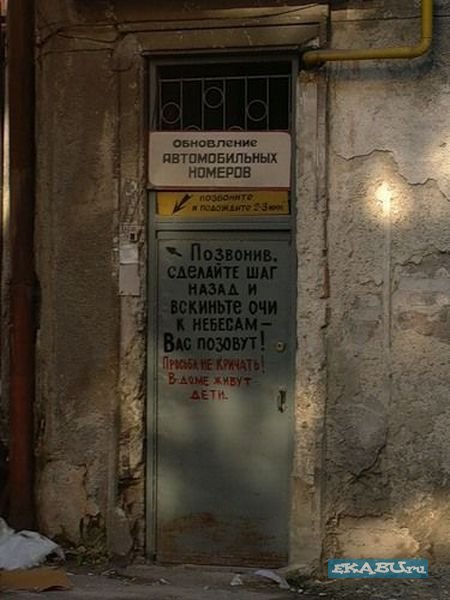 Обновление
автомобильных
номеров
позвоните
и подождите 2-3 мин.
Позвонив,
сделайте шаг
назад и
вскиньте очи
к небесам –
Вас позовут!
Просьба не кричать!
В доме живут
дети.
EKABU.ru